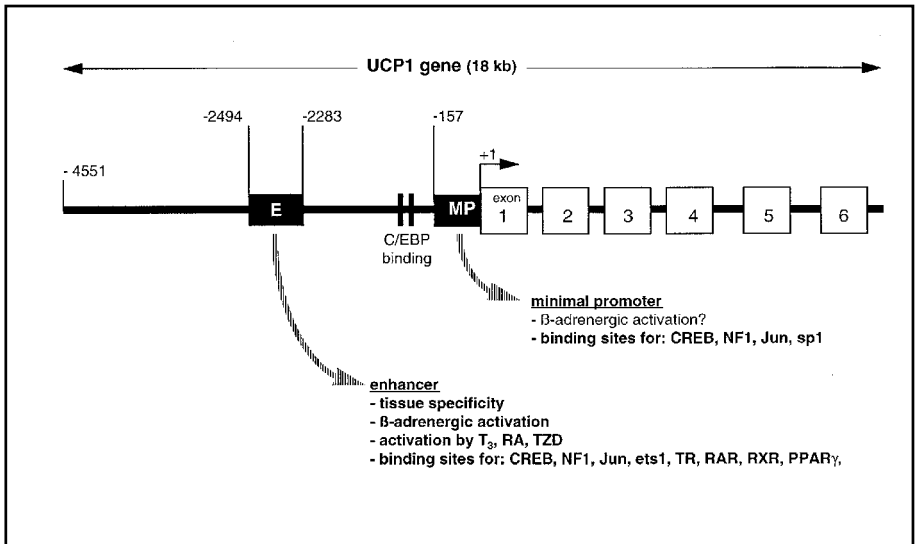 UCP1 gene (18 kb)
-2494
-2283
-157
+1
- 4551
E
MP
exon
1
2
3
4
5
6
C/EBP
binding
minimal promoter
- ß-adrenergic activation?
- binding sites for: CREB, NF1, Jun, sp1
enhancer
- tissue specificity
- ß-adrenergic activation
- activation by T₃, RA, TZD
- binding sites for: CREB, NF1, Jun, ets1, TR, RAR, RXR, PPARγ,